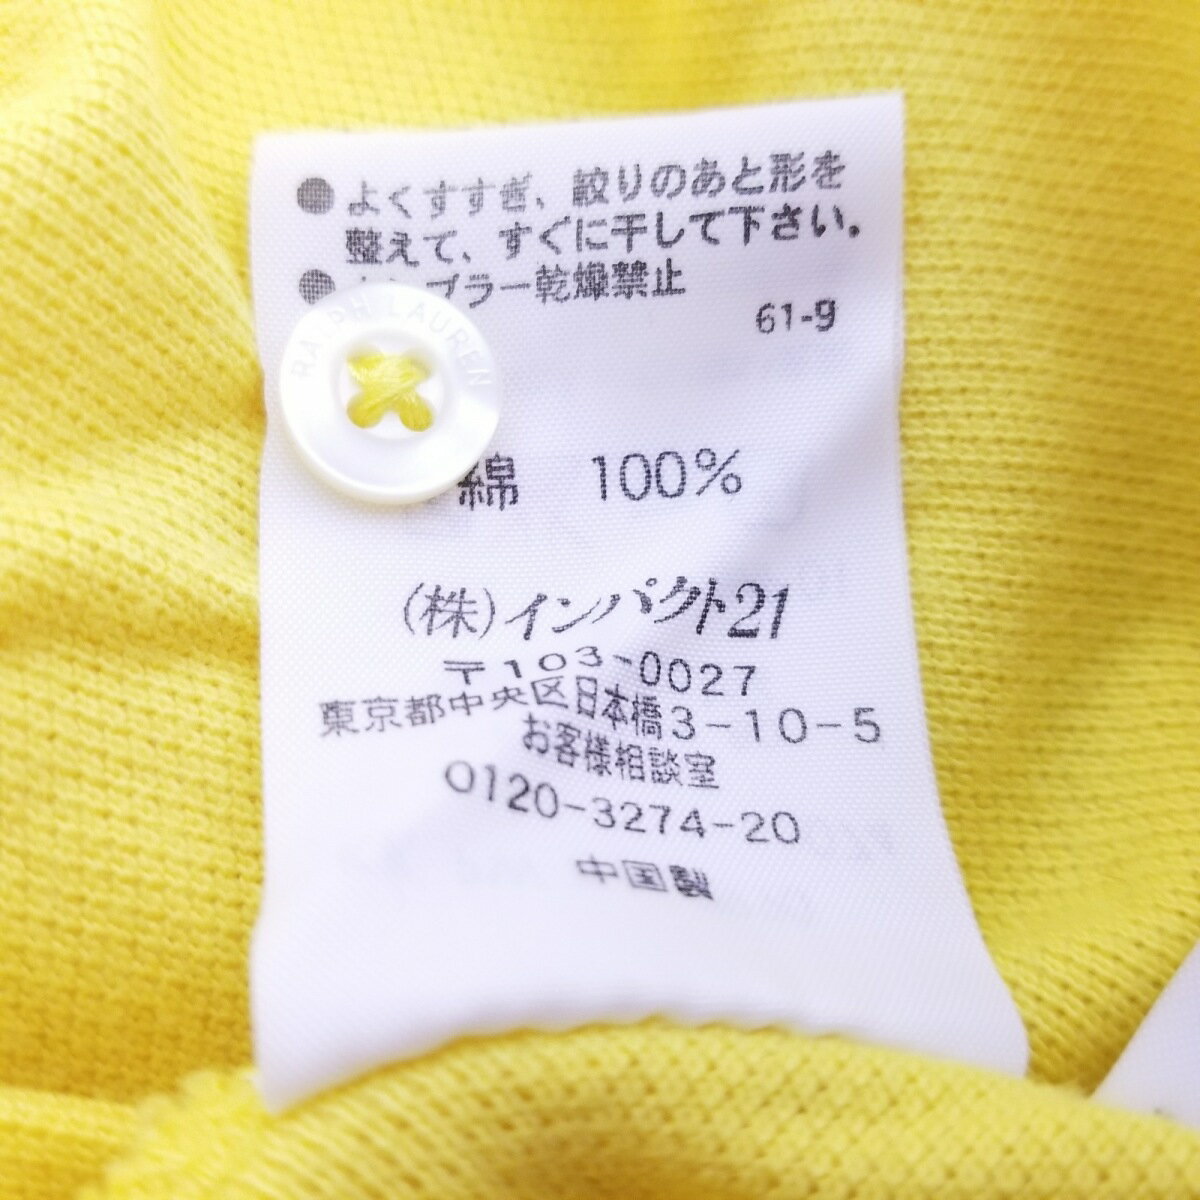 ●よくすすぎ、絞りのあと形を
整えて、すぐに干して下さい。
●タンブラー乾燥禁止
61-9
RALPH LAUREN
綿 100%
(株)インパクト21
〒103-0027
東京都中央区日本橋3-10-5
お客様相談室
0120-3274-20
中国製